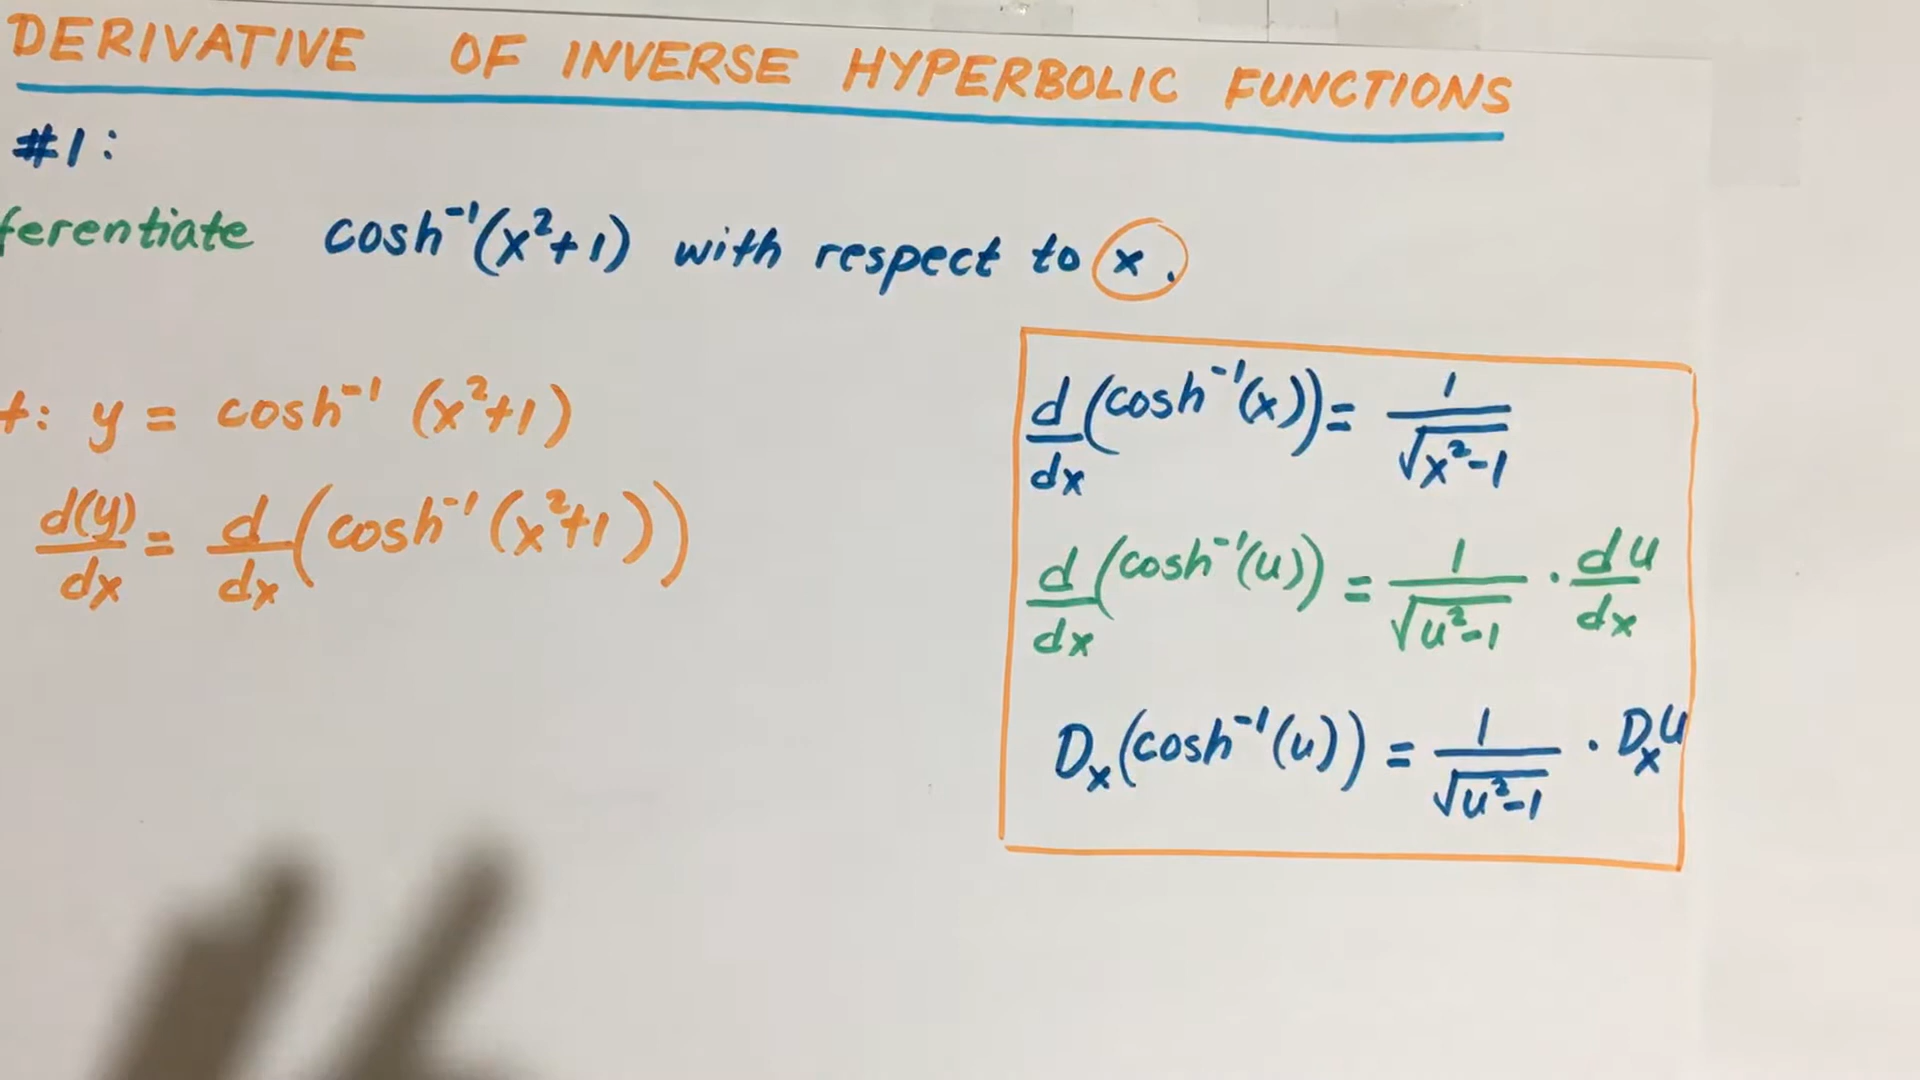 DERIVATIVE OF INVERSE HYPERBOLIC FUNCTIONS
#1:
ferentiate cosh⁻¹(x²+1) with respect to x.
t: y = cosh⁻¹ (x²+1)
d(y)/dx = d/dx (cosh⁻¹ (x²+1))
d/dx (cosh⁻¹(x)) = 1/√x²-1
d/dx (cosh⁻¹(u)) = 1/√u²-1 · du/dx
Dₓ(cosh⁻¹(u)) = 1/√u²-1 · Dₓu